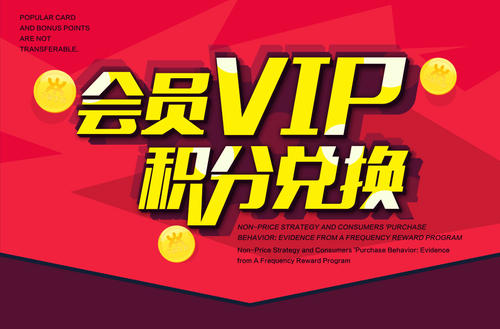 POPULAR CARD
AND BONUS POINTS
ARE NOT
TRANSFERABLE.
会员VIP
积分兑换
NON-PRICE STRATEGY AND CONSUMERS 'PURCHASE
BEHAVIOR: EVIDENCE FROM A FREQUENCY REWARD PROGRAM
Non-Price Strategy and Consumers 'Purchase Behavior: Evidence
from A Frequency Reward Program